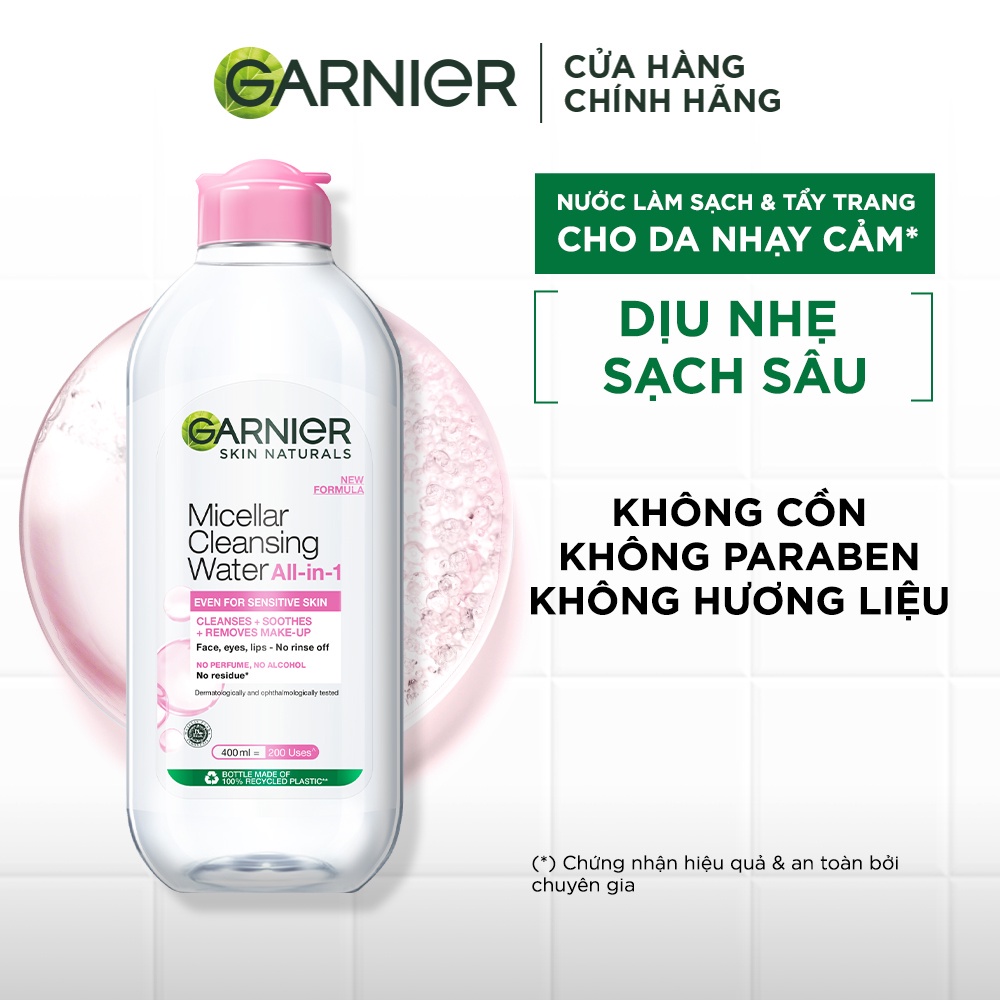 GARNIER
CỬA HÀNG
CHÍNH HÃNG
NƯỚC LÀM SẠCH & TẨY TRANG
CHO DA NHẠY CẢM*
DỊU NHẸ
SẠCH SÂU
KHÔNG CỒN
KHÔNG PARABEN
KHÔNG HƯƠNG LIỆU
(*) Chứng nhận hiệu quả & an toàn bởi
chuyên gia
GARNIER
SKIN NATURALS
NEW
FORMULA
Micellar
Cleansing
Water All-in-1
EVEN FOR SENSITIVE SKIN
CLEANSES + SOOTHES
+ REMOVES MAKE-UP
Face, eyes, lips - No rinse off
NO PERFUME, NO ALCOHOL
No residue*
Dermatologically and ophthalmologically tested
400 ml = 200 Uses^
BOTTLE MADE OF
100% RECYCLED PLASTIC**